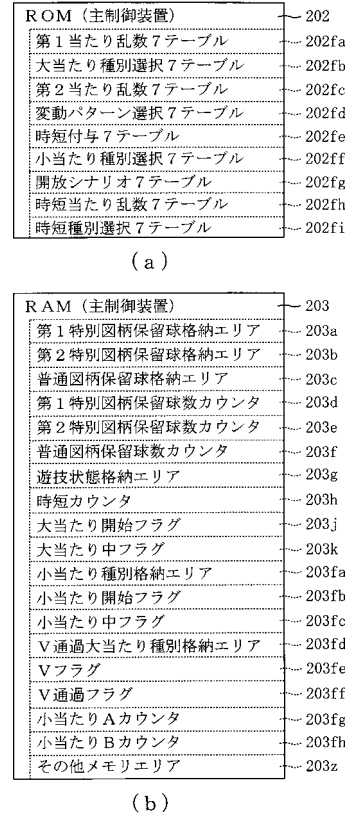 ROM（主制御装置） 202
第１当たり乱数７テーブル 202fa
大当たり種別選択７テーブル 202fb
第２当たり乱数７テーブル 202fc
変動パターン選択７テーブル 202fd
時短付与７テーブル 202fe
小当たり種別選択７テーブル 202ff
開放シナリオ７テーブル 202fg
時短当たり乱数７テーブル 202fh
時短種別選択７テーブル 202fi
(a)
RAM（主制御装置） 203
第１特別図柄保留球格納エリア 203a
第２特別図柄保留球格納エリア 203b
普通図柄保留球格納エリア 203c
第１特別図柄保留球数カウンタ 203d
第２特別図柄保留球数カウンタ 203e
普通図柄保留球数カウンタ 203f
遊技状態格納エリア 203g
時短カウンタ 203h
大当たり開始フラグ 203j
大当たり中フラグ 203k
小当たり種別格納エリア 203fa
小当たり開始フラグ 203fb
小当たり中フラグ 203fc
Ｖ通過大当たり種別格納エリア 203fd
Ｖフラグ 203fe
Ｖ通過フラグ 203ff
小当たりＡカウンタ 203fg
小当たりＢカウンタ 203fh
その他メモリエリア 203z
(b)